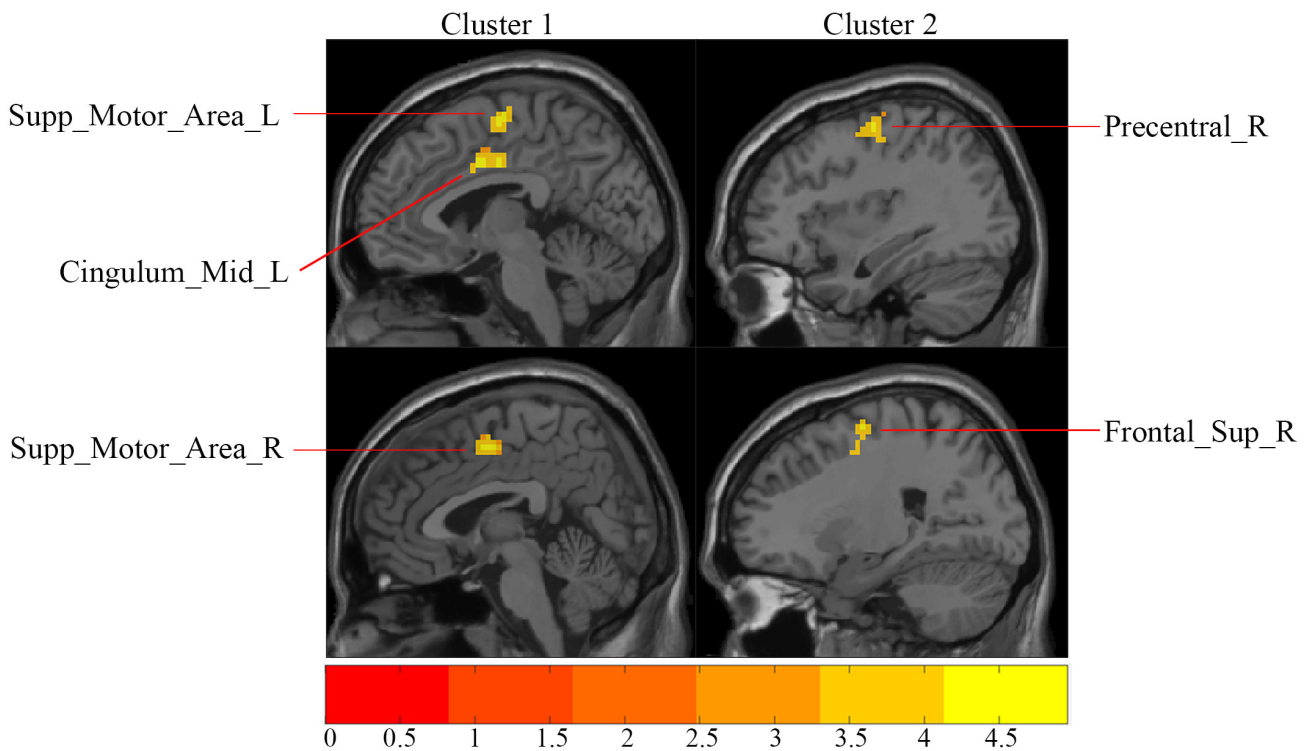 Cluster 1
Cluster 2
Supp_Motor_Area_L
Precentral_R
Cingulum_Mid_L
Supp_Motor_Area_R
Frontal_Sup_R
0 0.5 1 1.5 2 2.5 3 3.5 4 4.5